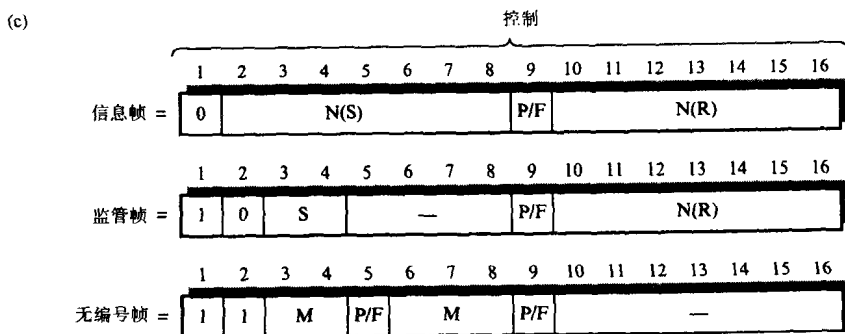 (c)
控制
1 2 3 4 5 6 7 8 9 10 11 12 13 14 15 16
信息帧 = 0 N(S) P/F N(R)
1 2 3 4 5 6 7 8 9 10 11 12 13 14 15 16
监管帧 = 1 0 S — P/F N(R)
1 2 3 4 5 6 7 8 9 10 11 12 13 14 15 16
无编号帧 = 1 1 M P/F M P/F —